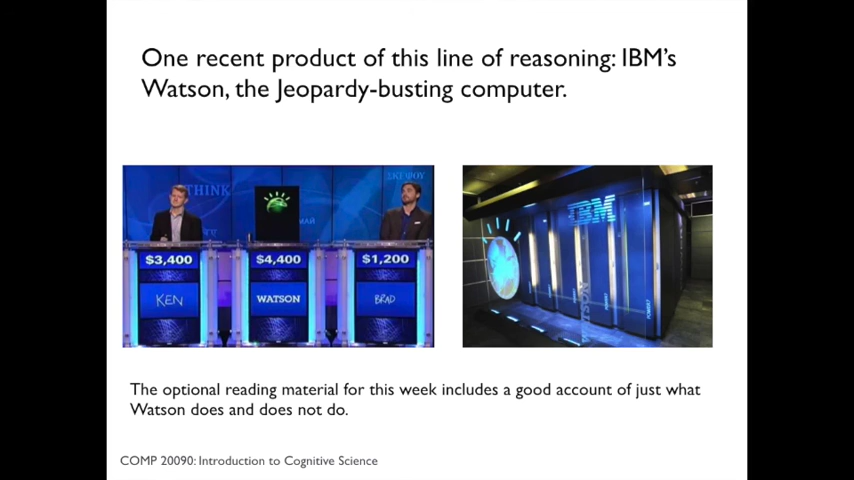 One recent product of this line of reasoning: IBM's
Watson, the Jeopardy-busting computer.
THINK
ΣΚΕΨΟΥ
$3,400
$4,400
$1,200
KEN
WATSON
BRAD
IBM
WATSON
The optional reading material for this week includes a good account of just what
Watson does and does not do.
COMP 20090: Introduction to Cognitive Science